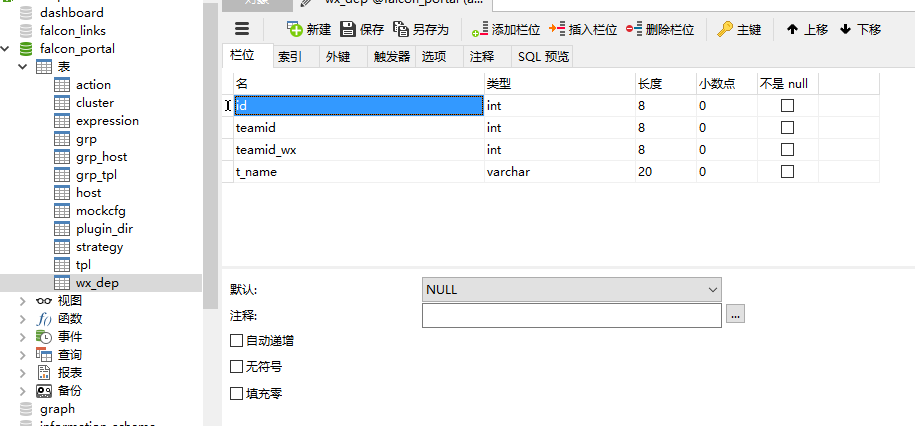 对象
wx_dep @falcon_portal (a...
dashboard
falcon_links
falcon_portal
表
action
cluster
expression
grp
grp_host
grp_tpl
host
mockcfg
plugin_dir
strategy
tpl
wx_dep
视图
函数
事件
查询
报表
备份
graph
information_schema
新建 保存 另存为 添加栏位 插入栏位 删除栏位 主键 上移 下移
栏位 索引 外键 触发器 选项 注释 SQL 预览
名 类型 长度 小数点 不是 null
id int 8 0
teamid int 8 0
teamid_wx int 8 0
t_name varchar 20 0
默认: NULL
注释: ...
自动递增
无符号
填充零